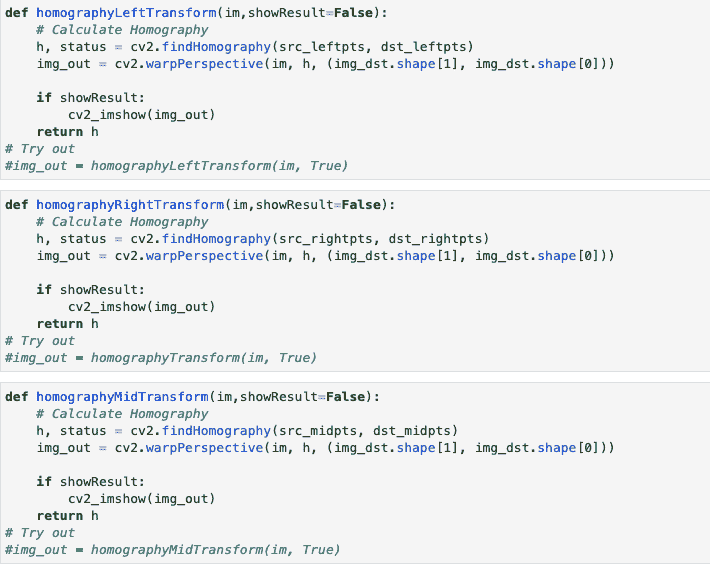 def homographyLeftTransform(im,showResult=False):
    # Calculate Homography
    h, status = cv2.findHomography(src_leftpts, dst_leftpts)
    img_out = cv2.warpPerspective(im, h, (img_dst.shape[1], img_dst.shape[0]))
    if showResult:
        cv2_imshow(img_out)
    return h
# Try out
#img_out = homographyLeftTransform(im, True)
def homographyRightTransform(im,showResult=False):
    # Calculate Homography
    h, status = cv2.findHomography(src_rightpts, dst_rightpts)
    img_out = cv2.warpPerspective(im, h, (img_dst.shape[1], img_dst.shape[0]))
    if showResult:
        cv2_imshow(img_out)
    return h
# Try out
#img_out = homographyTransform(im, True)
def homographyMidTransform(im,showResult=False):
    # Calculate Homography
    h, status = cv2.findHomography(src_midpts, dst_midpts)
    img_out = cv2.warpPerspective(im, h, (img_dst.shape[1], img_dst.shape[0]))
    if showResult:
        cv2_imshow(img_out)
    return h
# Try out
#img_out = homographyMidTransform(im, True)